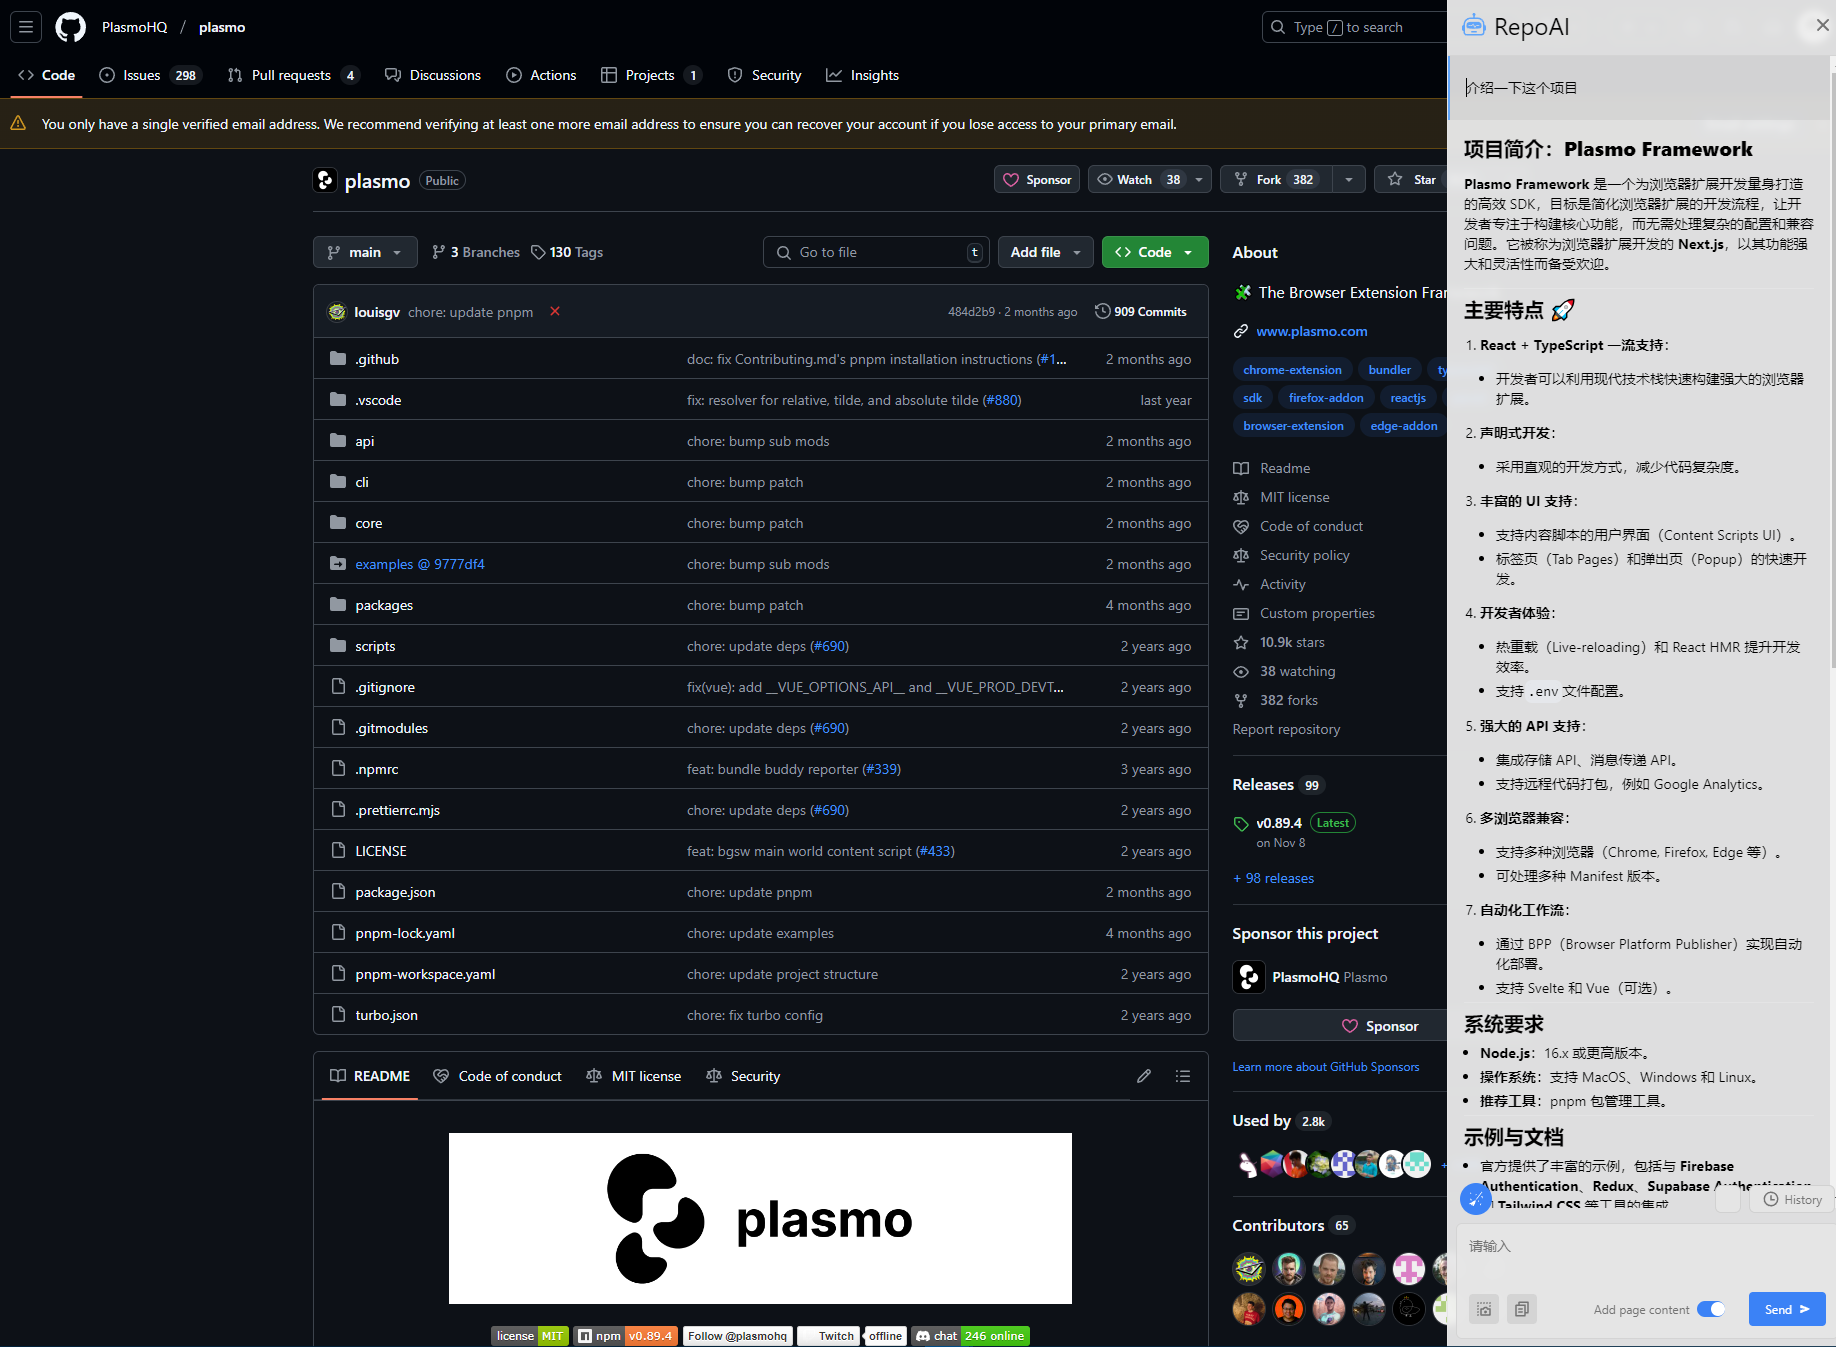 PlasmoHQ / plasmo
Type / to search
Code
Issues 298
Pull requests 4
Discussions
Actions
Projects 1
Security
Insights
You only have a single verified email address. We recommend verifying at least one more email address to ensure you can recover your account if you lose access to your primary email.
plasmo Public
Sponsor
Watch 38
Fork 382
Star
main
3 Branches
130 Tags
Go to file t
Add file
Code
louisgv chore: update pnpm
484d2b9 · 2 months ago
909 Commits
.github doc: fix Contributing.md's pnpm installation instructions (#1... 2 months ago
.vscode fix: resolver for relative, tilde, and absolute tilde (#880) last year
api chore: bump sub mods 2 months ago
cli chore: bump patch 2 months ago
core chore: bump patch 2 months ago
examples @ 9777df4 chore: bump sub mods 2 months ago
packages chore: bump patch 4 months ago
scripts chore: update deps (#690) 2 years ago
.gitignore fix(vue): add __VUE_OPTIONS_API__ and __VUE_PROD_DEVT... 2 years ago
.gitmodules chore: update deps (#690) 2 years ago
.npmrc feat: bundle buddy reporter (#339) 3 years ago
.prettierrc.mjs chore: update deps (#690) 2 years ago
LICENSE feat: bgsw main world content script (#433) 2 years ago
package.json chore: update pnpm 2 months ago
pnpm-lock.yaml chore: update examples 4 months ago
pnpm-workspace.yaml chore: update project structure 2 years ago
turbo.json chore: fix turbo config 2 years ago
README
Code of conduct
MIT license
Security
plasmo
license MIT
npm v0.89.4
Follow @plasmohq
Twitch offline
chat 246 online
About
The Browser Extension Fra
www.plasmo.com
chrome-extension bundler ty
sdk firefox-addon reactjs
browser-extension edge-addon
Readme
MIT license
Code of conduct
Security policy
Activity
Custom properties
10.9k stars
38 watching
382 forks
Report repository
Releases 99
v0.89.4 Latest
on Nov 8
+ 98 releases
Sponsor this project
PlasmoHQ Plasmo
Sponsor
Learn more about GitHub Sponsors
Used by 2.8k
Contributors 65
RepoAI
介绍一下这个项目
项目简介：Plasmo Framework
Plasmo Framework 是一个为浏览器扩展开发量身打造
的高效 SDK，目标是简化浏览器扩展的开发流程，让开
发者专注于构建核心功能，而无需处理复杂的配置和兼容
问题。它被称为浏览器扩展开发的 Next.js，以其功能强
大和灵活性而备受欢迎。
主要特点 🚀
1. React + TypeScript 一流支持：
• 开发者可以利用现代技术栈快速构建强大的浏览器
扩展。
2. 声明式开发：
• 采用直观的开发方式，减少代码复杂度。
3. 丰富的 UI 支持：
• 支持内容脚本的用户界面（Content Scripts UI）。
• 标签页（Tab Pages）和弹出页（Popup）的快速开
发。
4. 开发者体验：
• 热重载（Live-reloading）和 React HMR 提升开发
效率。
• 支持 .env 文件配置。
5. 强大的 API 支持：
• 集成存储 API、消息传递 API。
• 支持远程代码打包，例如 Google Analytics。
6. 多浏览器兼容：
• 支持多种浏览器（Chrome, Firefox, Edge 等）。
• 可处理多种 Manifest 版本。
7. 自动化工作流：
• 通过 BPP（Browser Platform Publisher）实现自动
化部署。
• 支持 Svelte 和 Vue（可选）。
系统要求
• Node.js：16.x 或更高版本。
• 操作系统：支持 MacOS、Windows 和 Linux。
• 推荐工具：pnpm 包管理工具。
示例与文档
• 官方提供了丰富的示例，包括与 Firebase
Authentication、Redux、Supabase Authentication
Tailwind CSS 等工具的集成
History
请输入
Add page content
Send